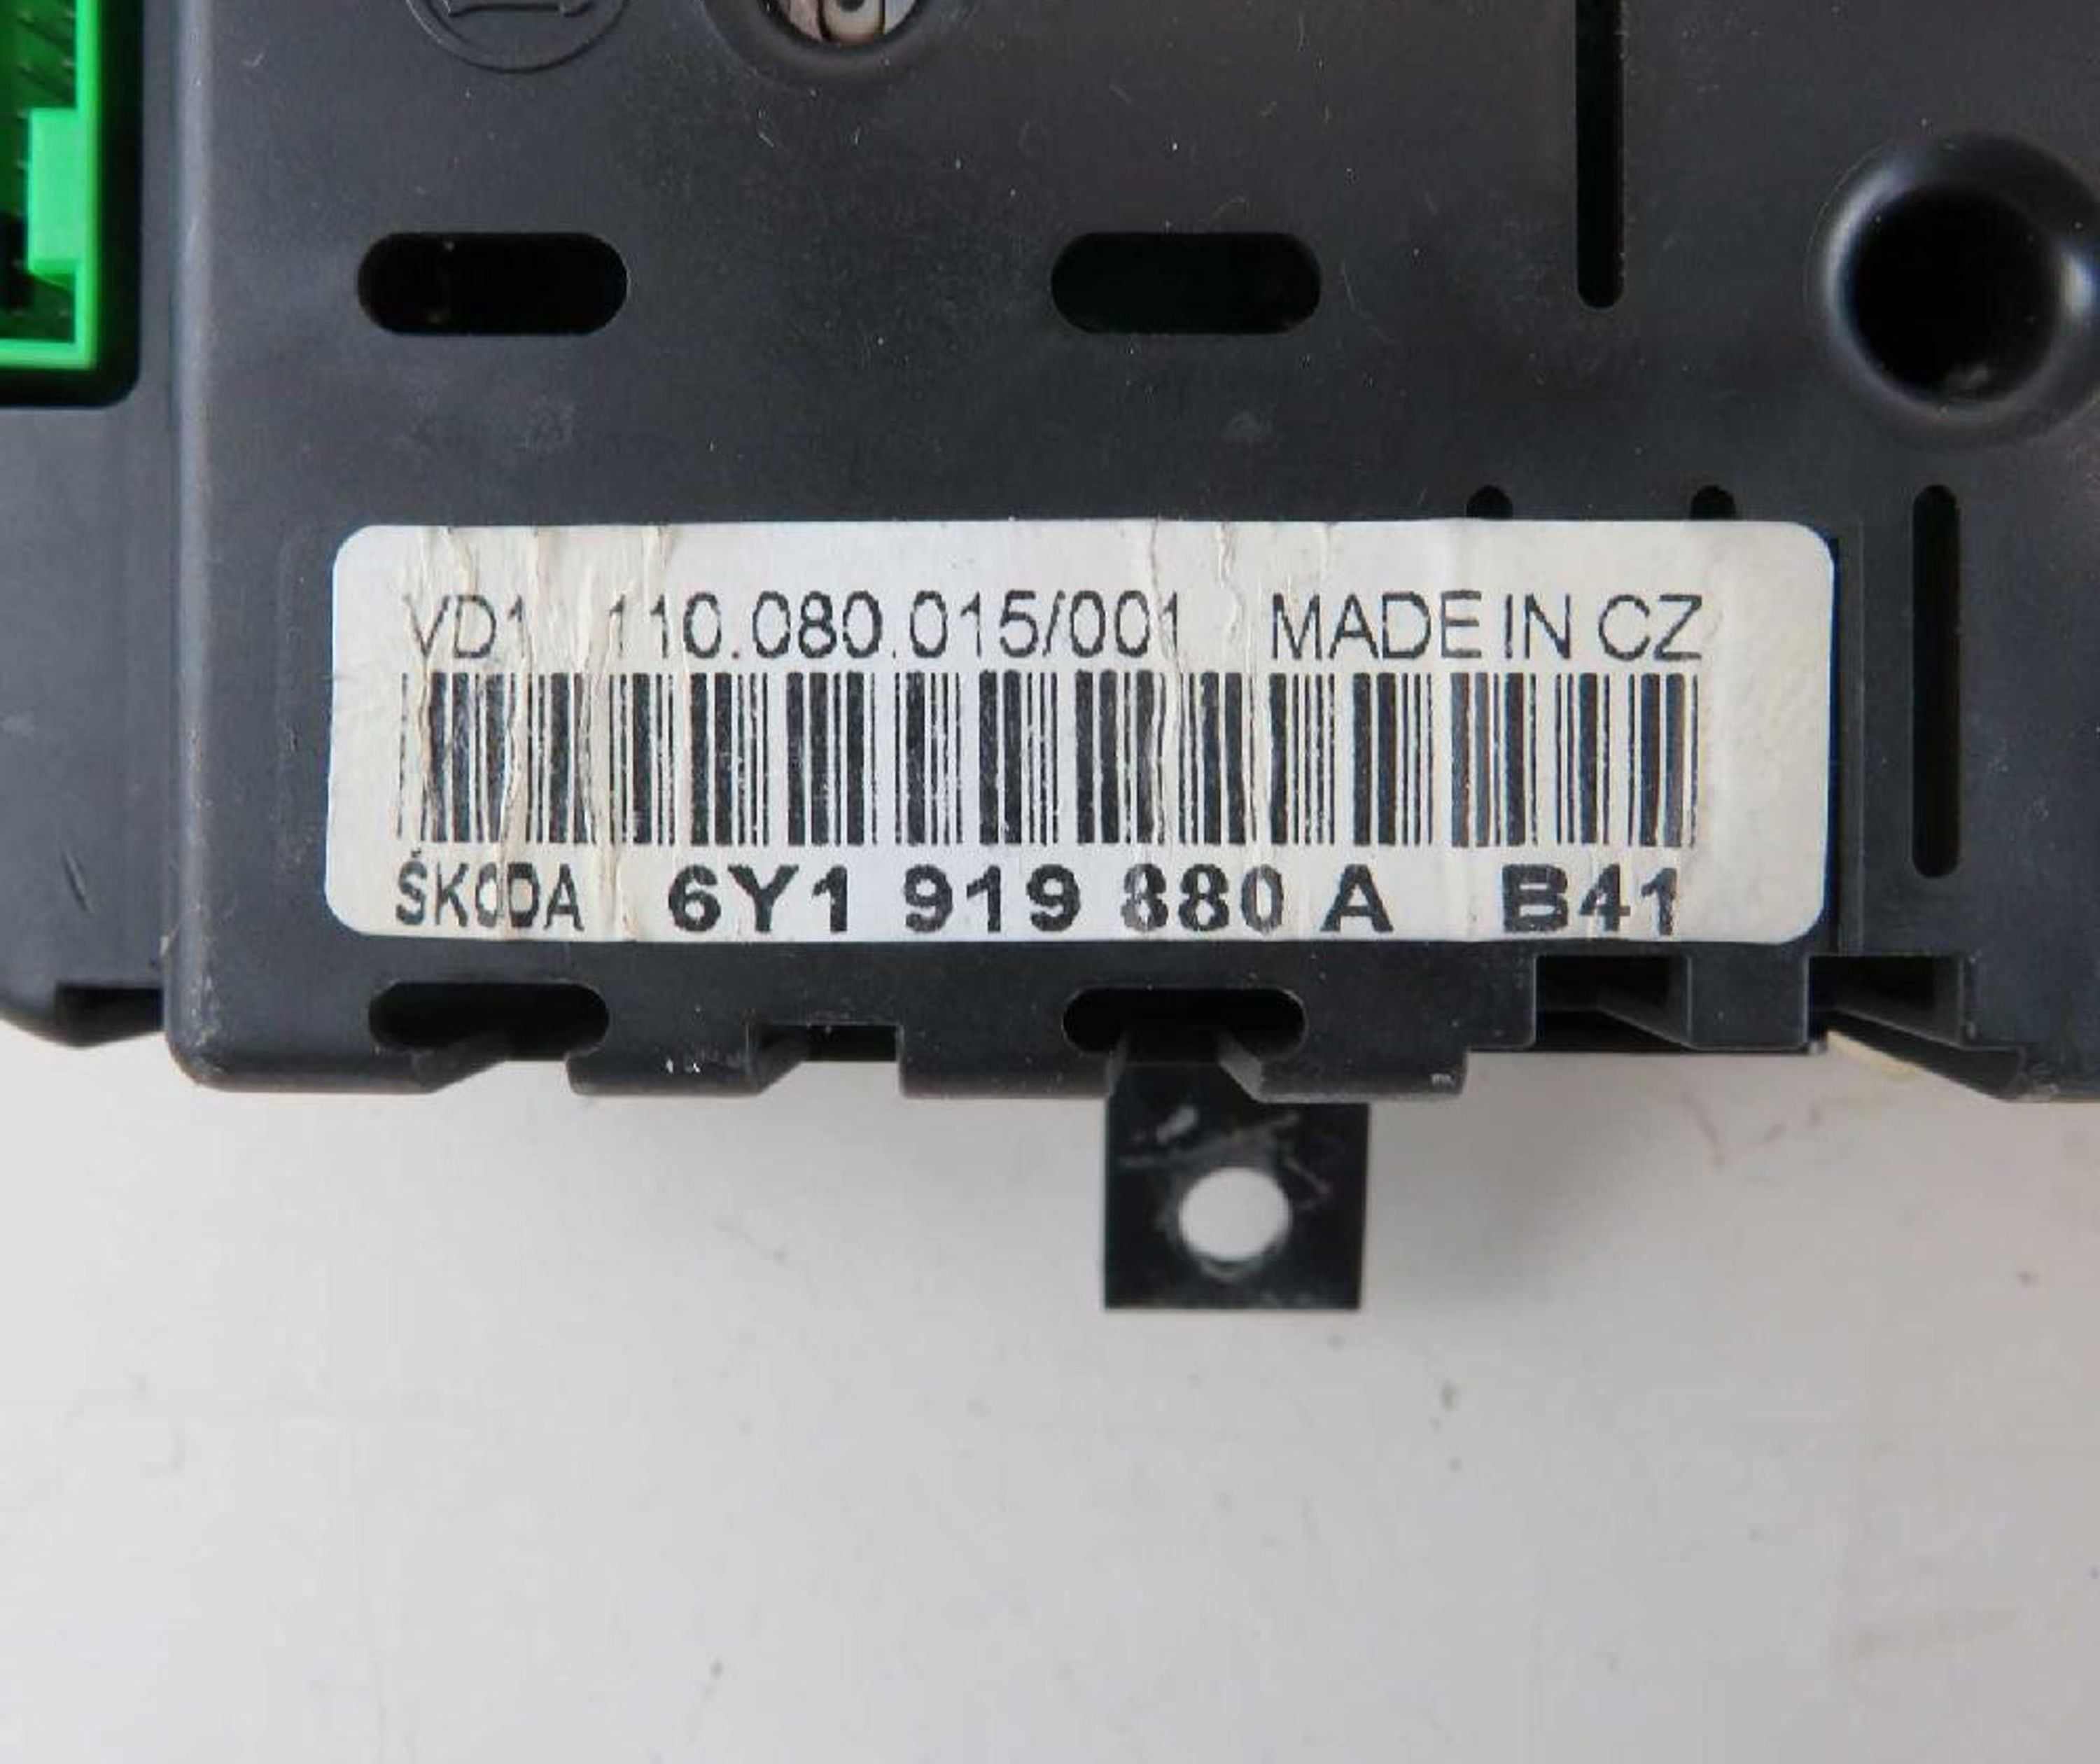 VD1 110.080.015/001 MADE IN CZ
ŠKODA 6Y1 919 880 A B41